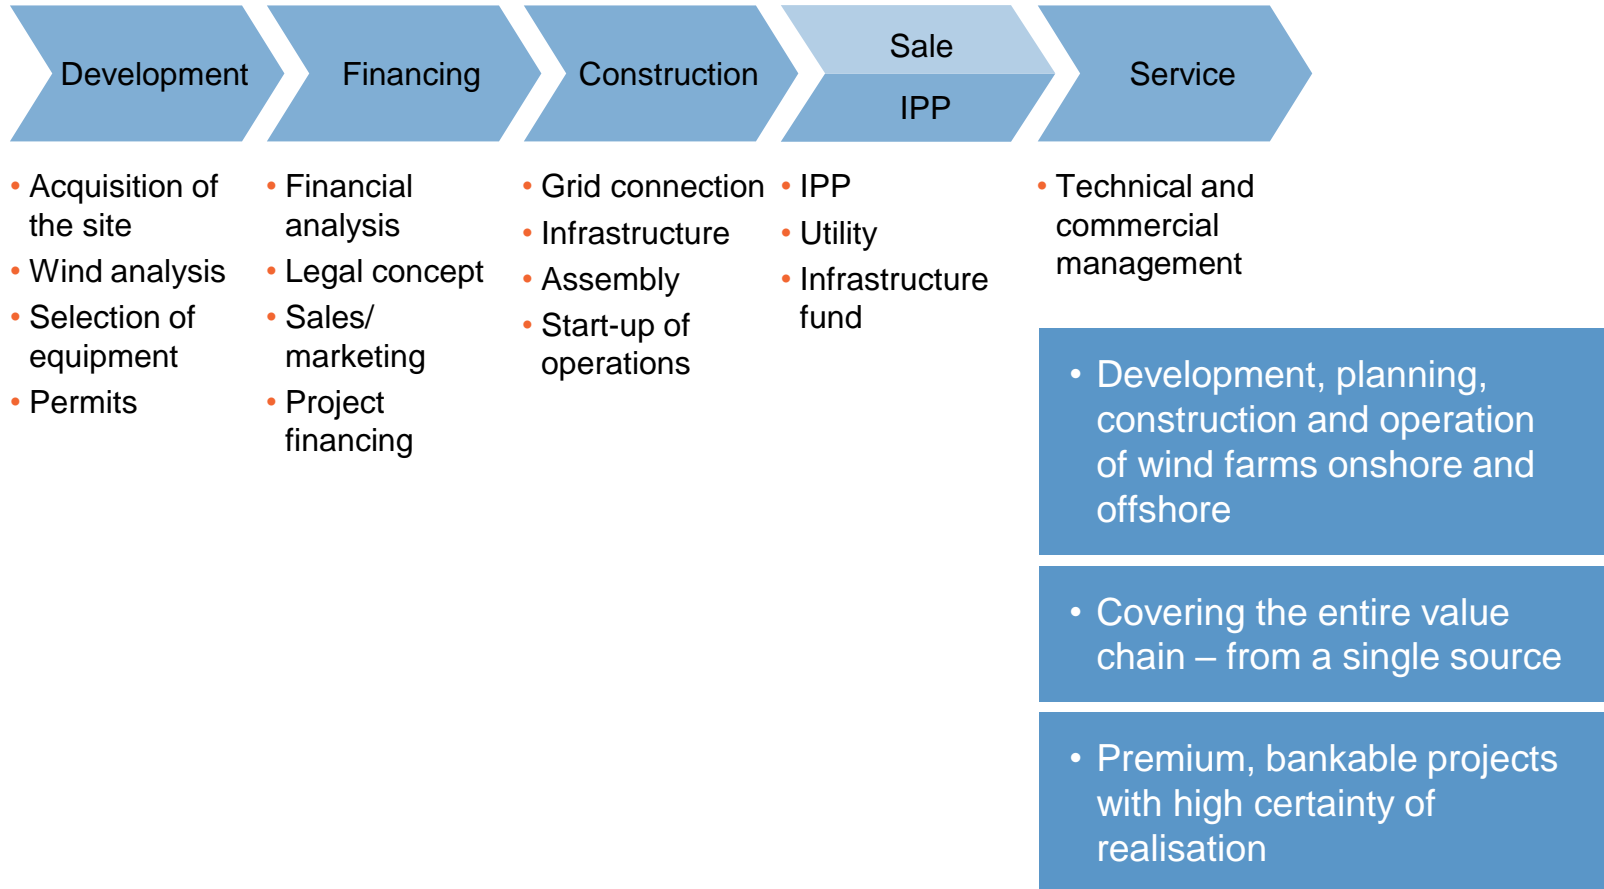 Development
Financing
Construction
Sale
IPP
Service
• Acquisition of
the site
• Wind analysis
• Selection of
equipment
• Permits
• Financial
analysis
• Legal concept
• Sales/
marketing
• Project
financing
• Grid connection
• Infrastructure
• Assembly
• Start-up of
operations
• IPP
• Utility
• Infrastructure
fund
• Technical and
commercial
management
• Development, planning,
construction and operation
of wind farms onshore and
offshore
• Covering the entire value
chain – from a single source
• Premium, bankable projects
with high certainty of
realisation